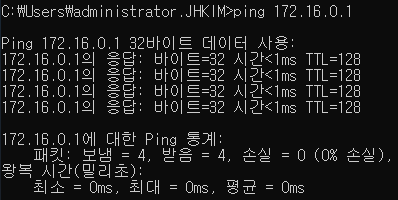 C:₩Users₩administrator.JHKIM>ping 172.16.0.1
Ping 172.16.0.1 32바이트 데이터 사용:
172.16.0.1의 응답: 바이트=32 시간<1ms TTL=128
172.16.0.1의 응답: 바이트=32 시간<1ms TTL=128
172.16.0.1의 응답: 바이트=32 시간<1ms TTL=128
172.16.0.1의 응답: 바이트=32 시간<1ms TTL=128
172.16.0.1에 대한 Ping 통계:
패킷: 보냄 = 4, 받음 = 4, 손실 = 0 (0% 손실),
왕복 시간(밀리초):
최소 = 0ms, 최대 = 0ms, 평균 = 0ms